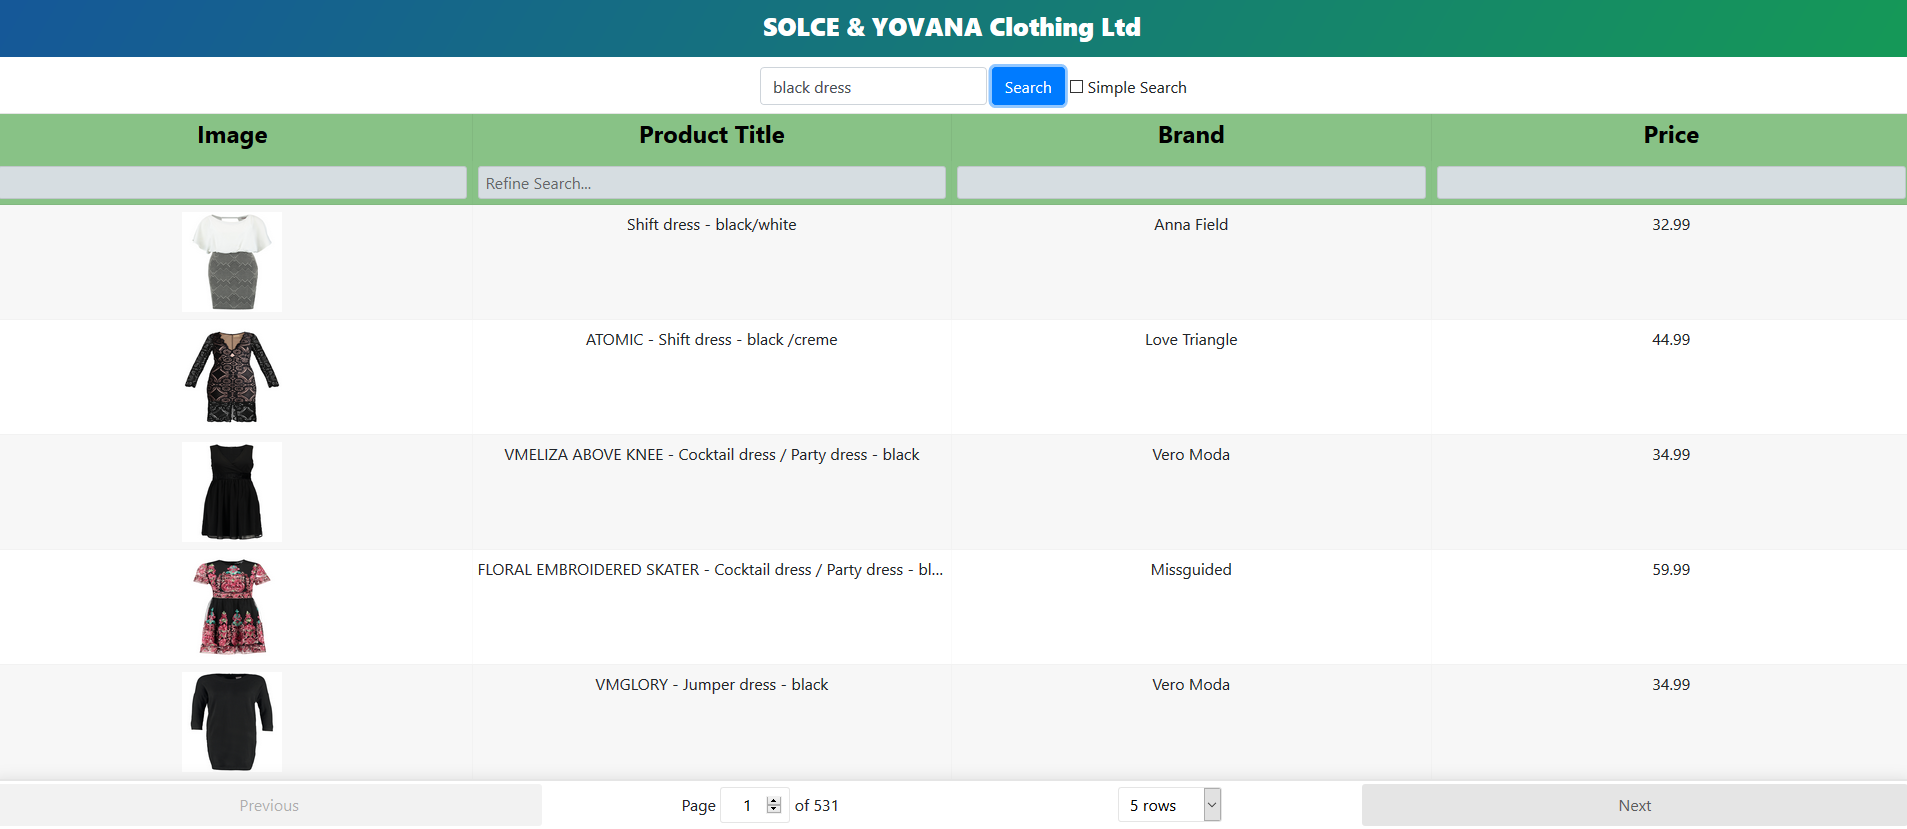 SOLCE & YOVANA Clothing Ltd
black dress Search Simple Search
Image Product Title Brand Price
Refine Search...
Shift dress - black/white Anna Field 32.99
ATOMIC - Shift dress - black /creme Love Triangle 44.99
VMELIZA ABOVE KNEE - Cocktail dress / Party dress - black Vero Moda 34.99
FLORAL EMBROIDERED SKATER - Cocktail dress / Party dress - bl... Missguided 59.99
VMGLORY - Jumper dress - black Vero Moda 34.99
Previous Page 1 of 531 5 rows Next